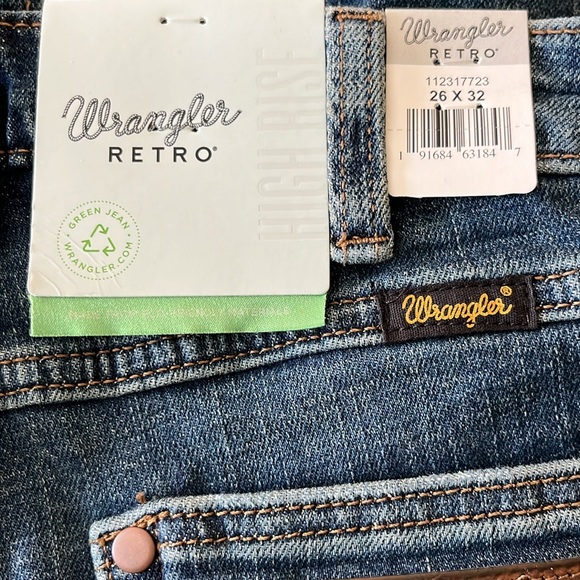 Wrangler
RETRO®
HIGH RISE
GREEN JEAN
WRANGLER.COM
Wrangler
RETRO®
112317723
26 X 32
1 91684 63184 7
Wrangler®